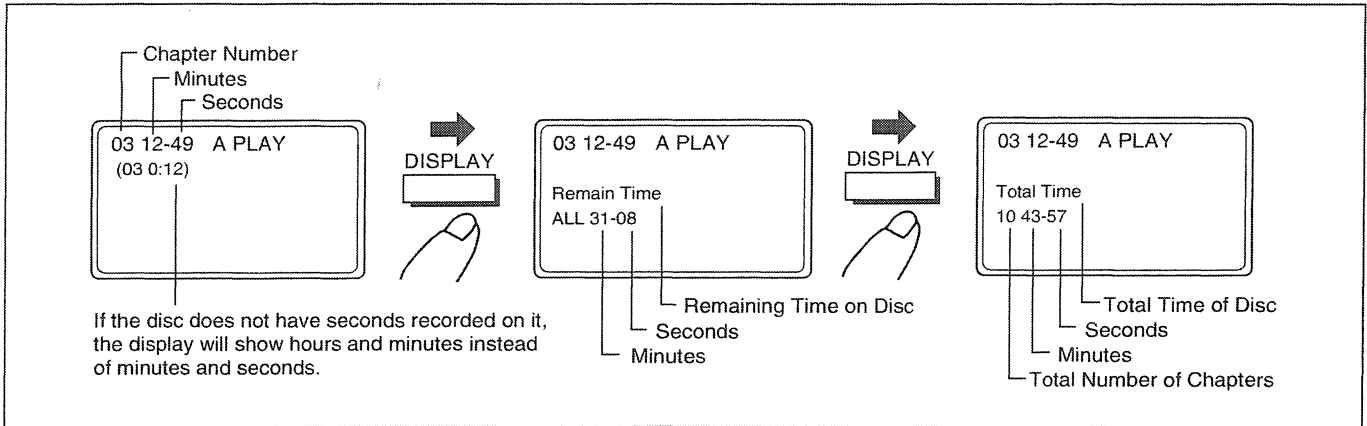 Chapter Number
Minutes
Seconds
03 12-49 A PLAY
(03 0:12)
If the disc does not have seconds recorded on it,
the display will show hours and minutes instead
of minutes and seconds.
DISPLAY
03 12-49 A PLAY
Remain Time
ALL 31-08
Remaining Time on Disc
Seconds
Minutes
DISPLAY
03 12-49 A PLAY
Total Time
10 43-57
Total Time of Disc
Seconds
Minutes
Total Number of Chapters